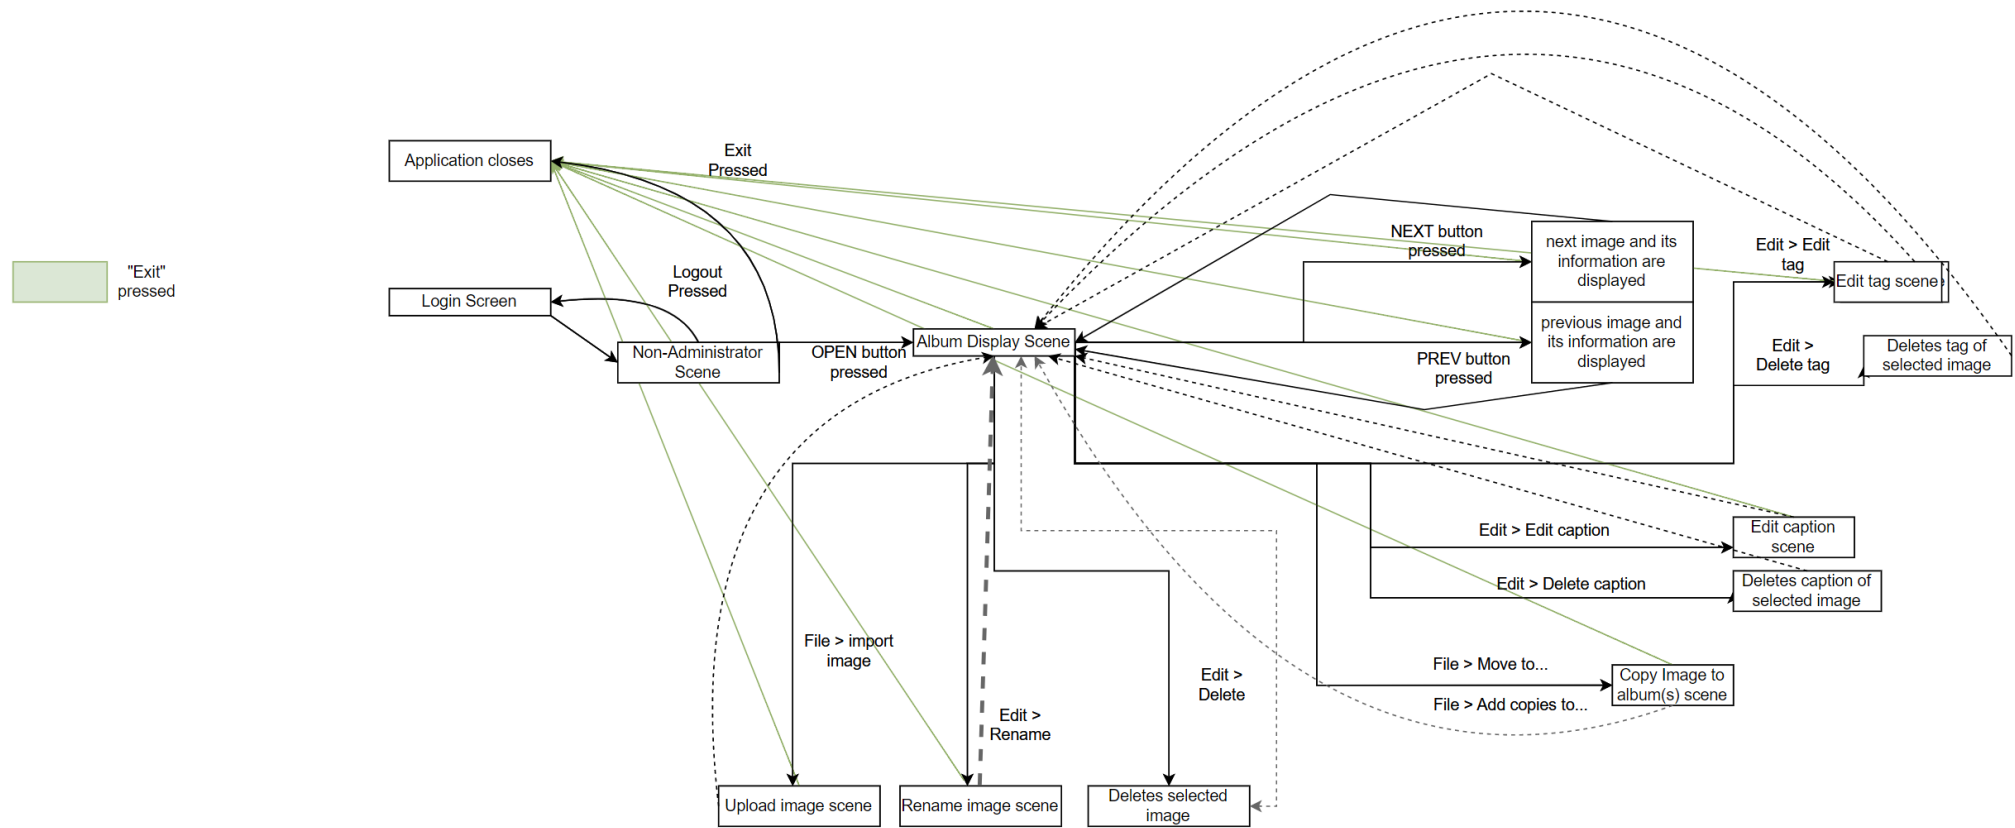 Exit
Pressed
Application closes
"Exit"
pressed
Logout
Pressed
Login Screen
Non-Administrator
Scene
OPEN button
pressed
Album Display Scene
NEXT button
pressed
next image and its
information are
displayed
previous image and
its information are
displayed
PREV button
pressed
Edit > Edit
tag
Edit tag scene
Edit >
Delete tag
Deletes tag of
selected image
Edit > Edit caption
Edit caption
scene
Edit > Delete caption
Deletes caption of
selected image
File > Move to...
Copy Image to
album(s) scene
File > Add copies to...
File > import
image
Edit >
Rename
Edit >
Delete
Upload image scene
Rename image scene
Deletes selected
image